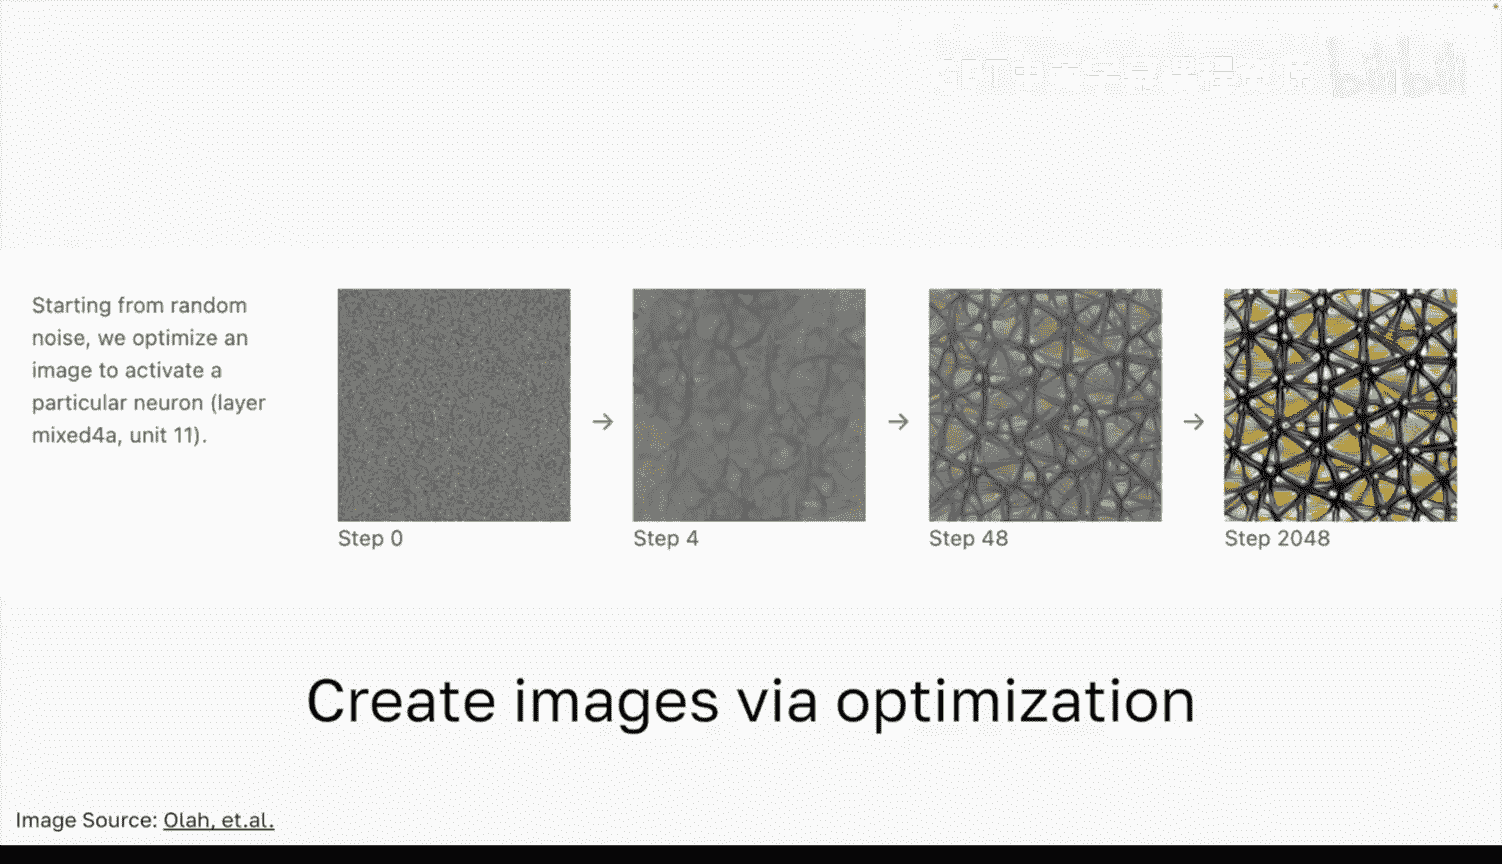 Starting from random
noise, we optimize an
image to activate a
particular neuron (layer
mixed4a, unit 11).
→
→
→
Step 0
Step 4
Step 48
Step 2048
Create images via optimization
Image Source: Olah, et.al.